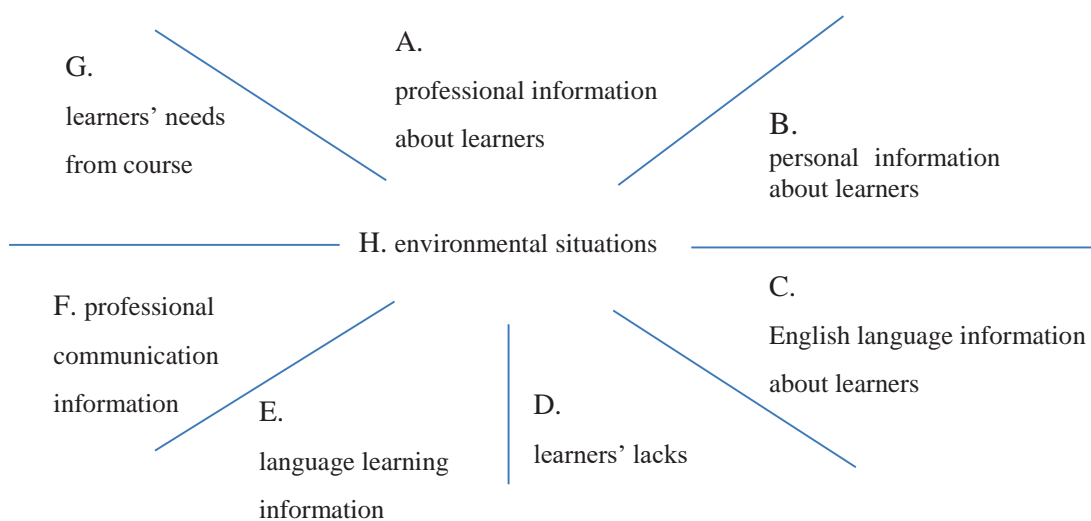 A.
professional information
about learners
B.
personal information
about learners
C.
English language information
about learners
D.
learners’ lacks
E.
language learning
information
F. professional
communication
information
G.
learners’ needs
from course
H. environmental situations